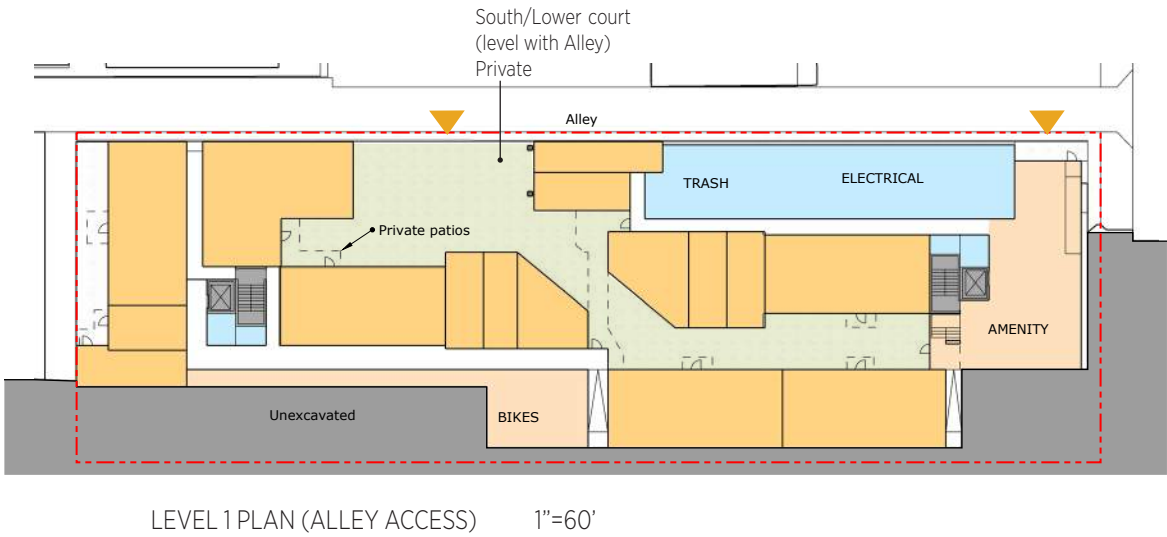 South/Lower court
(level with Alley)
Private
Alley
TRASH
ELECTRICAL
Private patios
AMENITY
Unexcavated
BIKES
LEVEL 1 PLAN (ALLEY ACCESS) 1”=60’